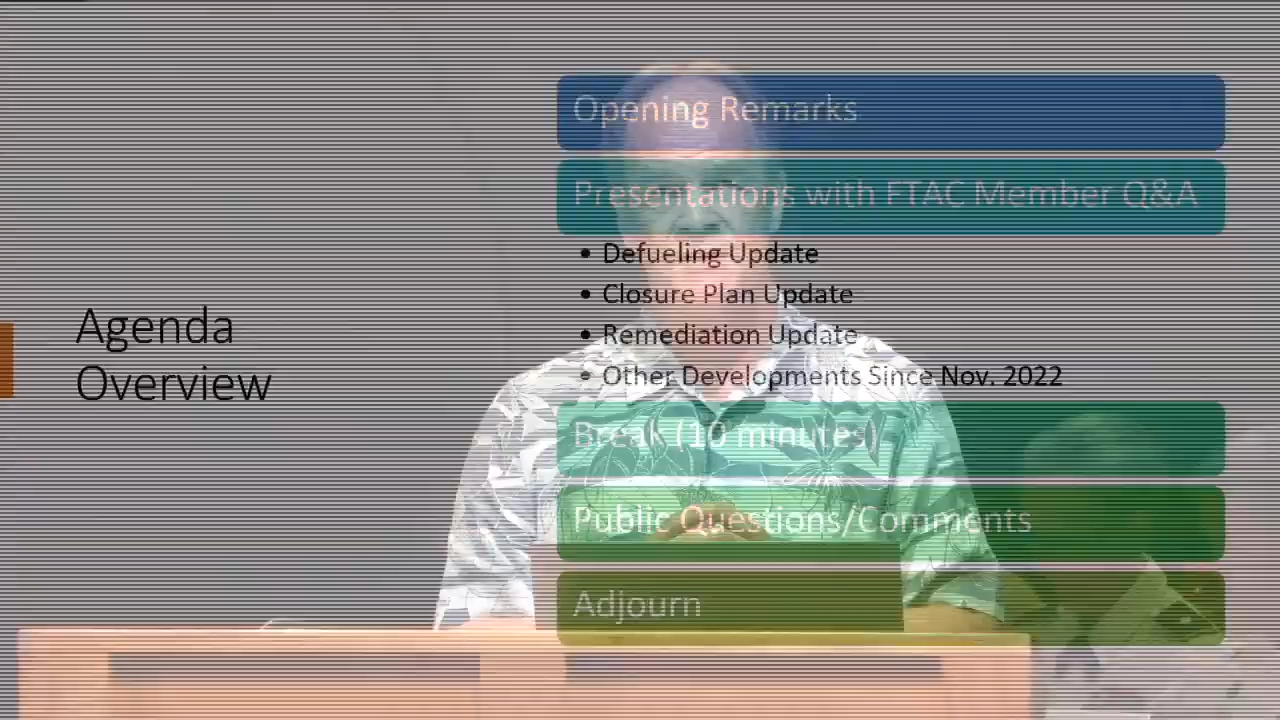 Agenda
Overview
Opening Remarks
Presentations with FTAC Member Q&A
• Defueling Update
• Closure Plan Update
• Remediation Update
• Other Developments Since Nov. 2022
Break (10 minutes)
Public Questions/Comments
Adjourn